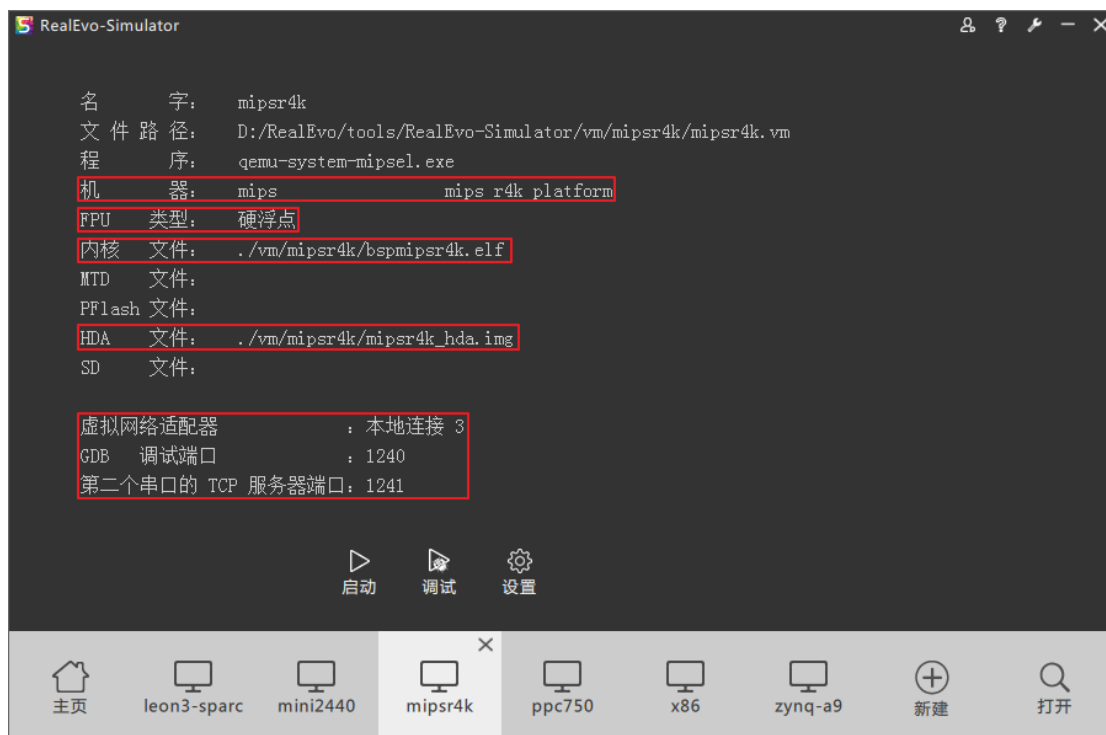 RealEvo-Simulator
名 字： mipsr4k
文 件 路 径： D:/RealEvo/tools/RealEvo-Simulator/vm/mipsr4k/mipsr4k.vm
程 序： qemu-system-mipsel.exe
机 器： mips mips r4k platform
FPU 类型： 硬浮点
内核 文件： ./vm/mipsr4k/bspmipsr4k.elf
MTD 文件：
PFlash 文件：
HDA 文件： ./vm/mipsr4k/mipsr4k_hda.img
SD 文件：
虚拟网络适配器 ：本地连接 3
GDB 调试端口 ：1240
第二个串口的 TCP 服务器端口：1241
启动 调试 设置
主页 leon3-sparc mini2440 mipsr4k ppc750 x86 zynq-a9 新建 打开